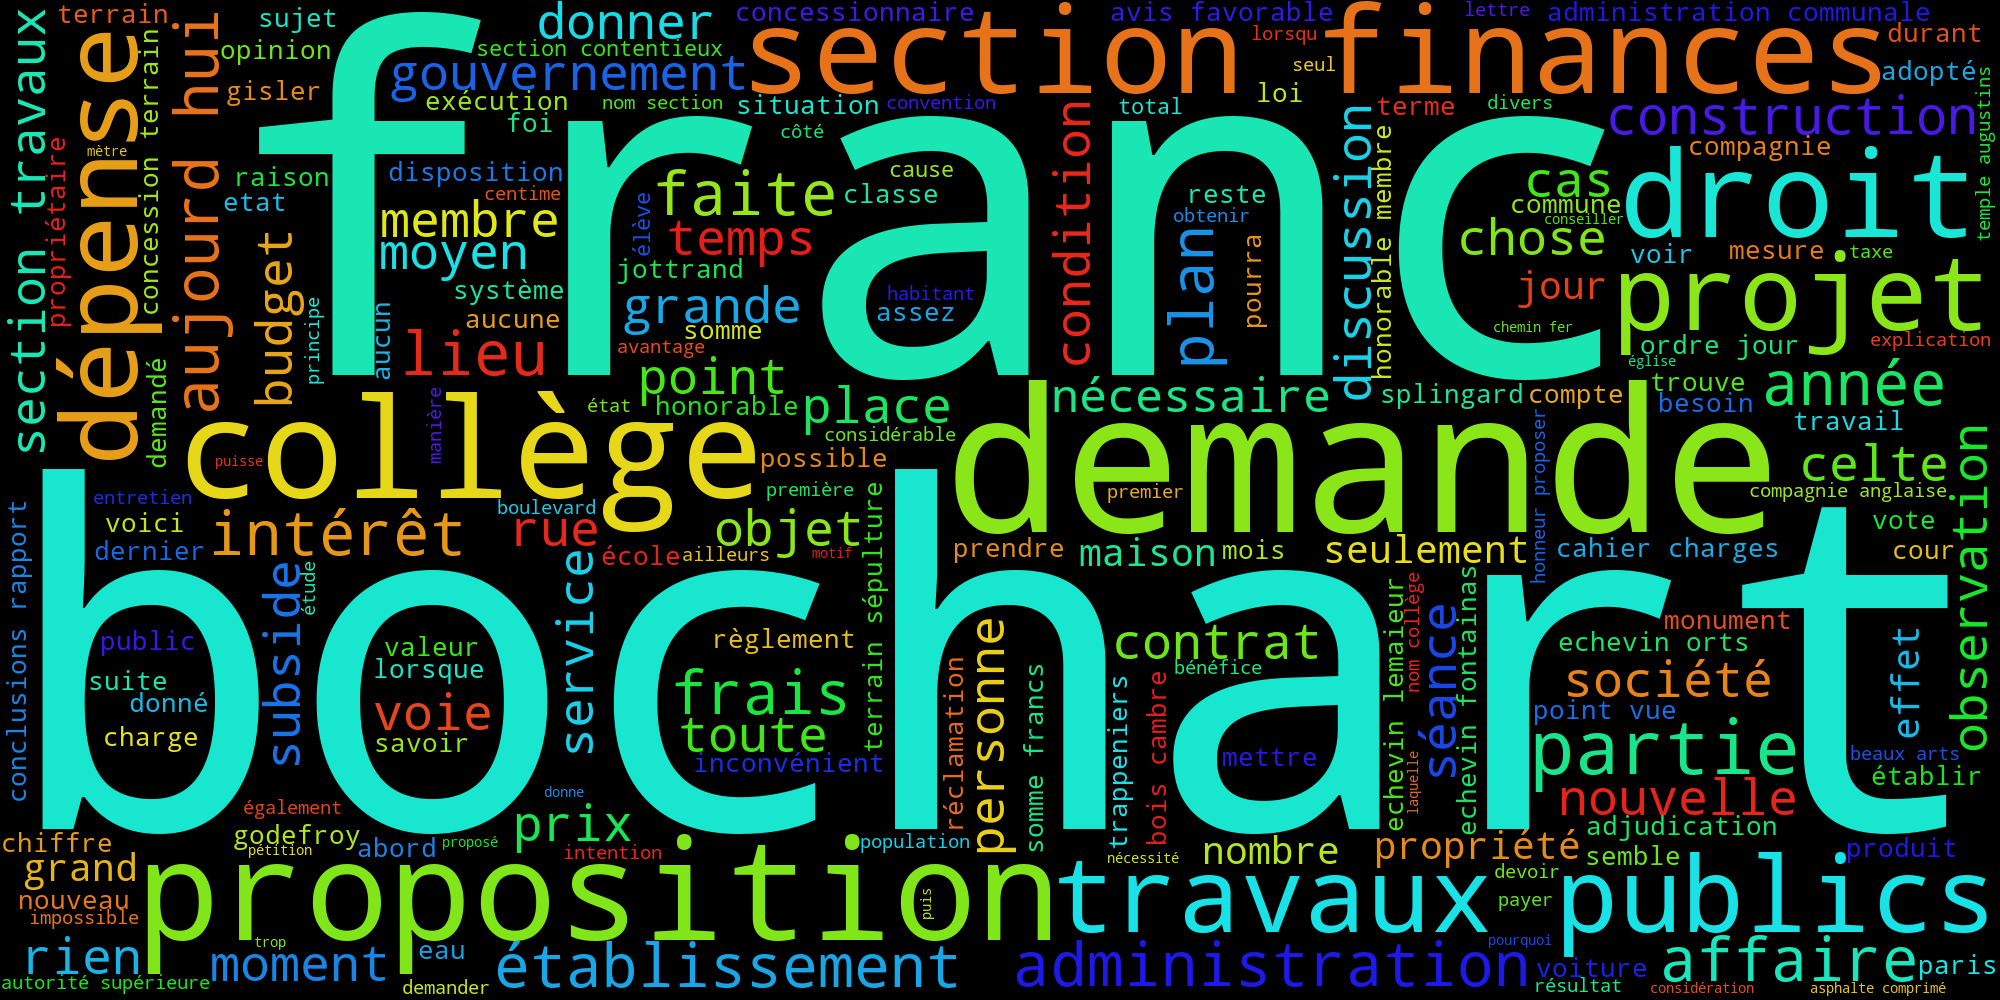 terrain
sujet
donner
concessionnaire
avis favorable
lettre
administration communale
section travaux
dépense
aujourd hui
opinion
section contentieux
section finances
lorsqu
durant
gouvernement
seul
adopté
gisler
exécution
nom section
situation
convention
total
loi
terme
divers
construction
foi
côté
franc
propriétaire
mètre
concession terrain
raison
disposition
cause
compagnie
temple augustins
etat
centime
membre
faite
classe
condition
reste
discussion
honorable membre
cas
commune
conseiller
droit
élève
temps
obtenir
moyen
plan
pourra
chose
voir
mesure
taxe
budget
jottrand
système
habitant
grande
assez
jour
projet
principe
aucun
aucune
somme
chemin fer
lieu
avantage
ordre jour
explication
église
demandé
point
nécessaire
trouve
année
collège
manière
état
honorable
place
splingard
compte
besoin
considérable
demande
travail
puisse
possible
honneur proposer
celte
observation
entretien
première
premier
compagnie anglaise
voici
boulevard
conclusions rapport
intérêt
rue
objet
terrain sépulture
vote
dernier
école
ailleurs
motif
prendre
maison
mois
seulement
cahier charges
cour
subside
étude
service
bochart
public
valeur
règlement
personne
contrat
echevin lemaieur
nom collège
séance
echevin fontainas
monument
echevin orts
suite
lorsque
bénéfice
donné
frais
réclamation
somme francs
trappeniers
bois cambre
société
effet
voie
point vue
charge
savoir
toute
inconvénient
mettre
laquelle
partie
beaux arts
établir
donne
nouvelle
également
chiffre
godefroy
pétition
abord
proposé
prix
intention
population
nécessité
nombre
propriété
adjudication
semble
produit
grand
proposition
travaux publics
devoir
nouveau
puis
payer
impossible
rien
trop
moment
eau
établissement
administration
pourquoi
affaire
voiture
paris
autorité supérieure
demander
résultat
considération
asphalte comprimé